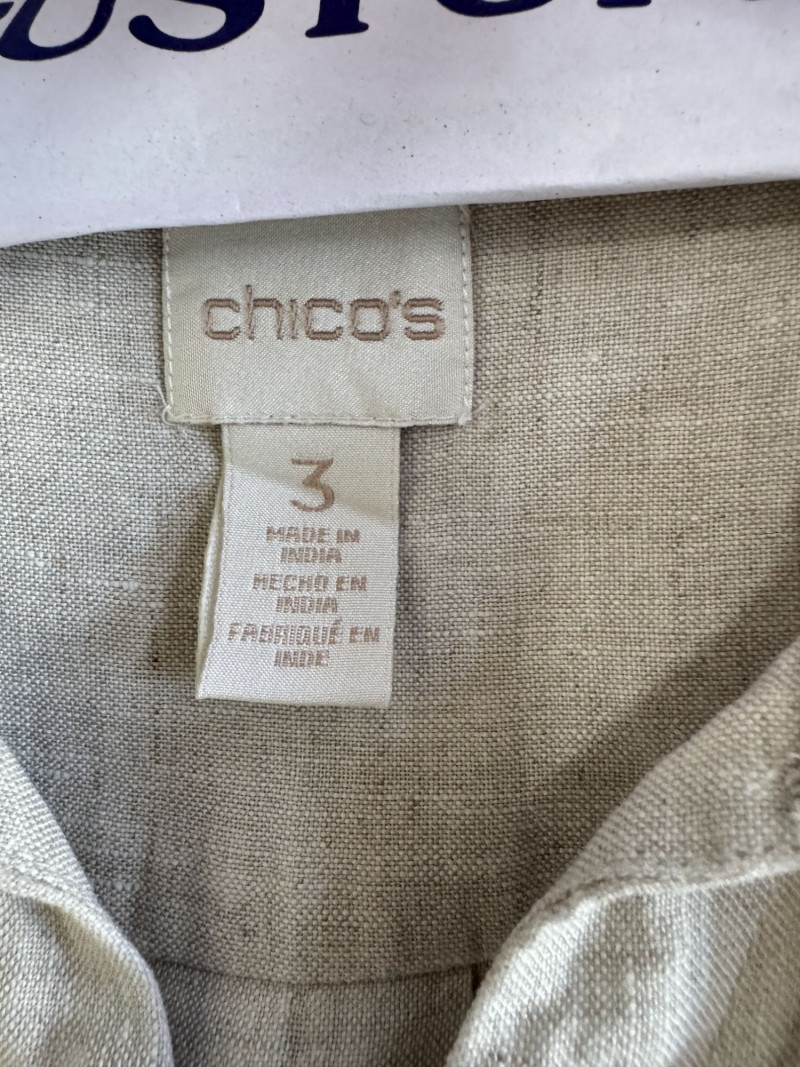 chico's
3
MADE IN
INDIA
HECHO EN
INDIA
FABRIQUÉ EN
INDE